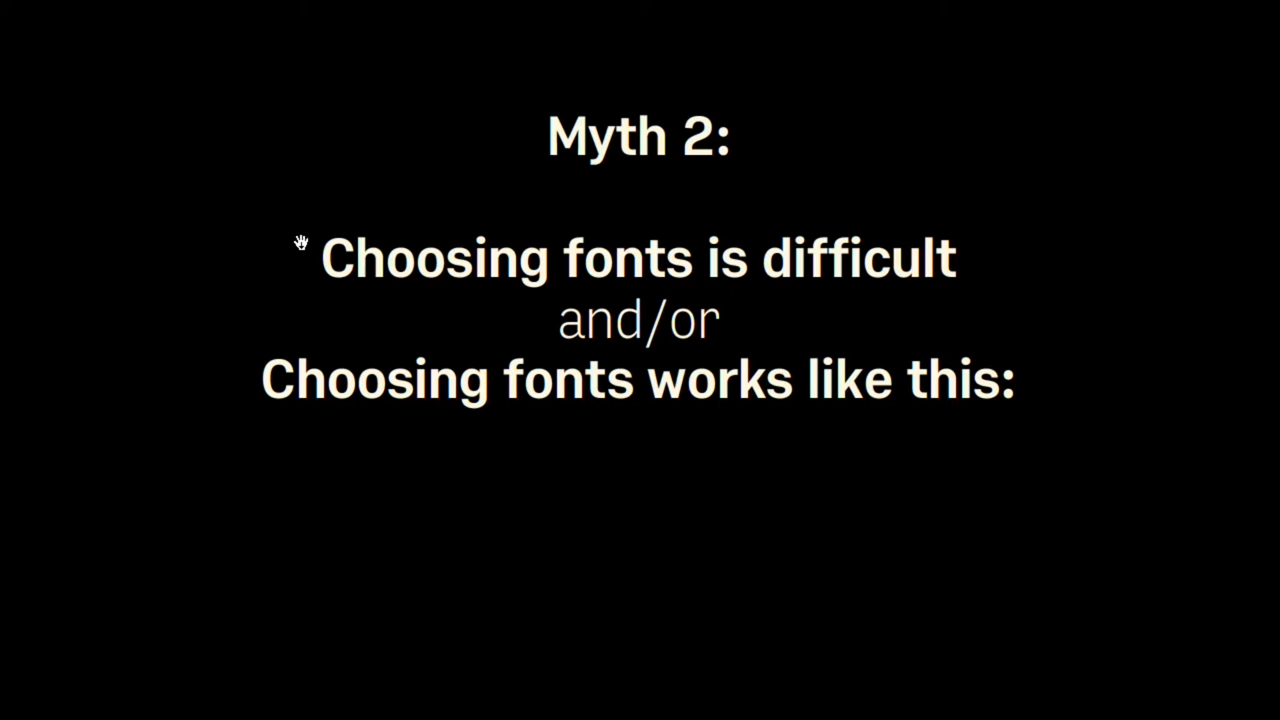 Myth 2:
Choosing fonts is difficult
and/or
Choosing fonts works like this: